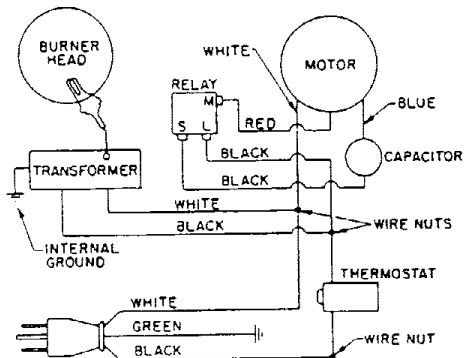 BURNER
HEAD
WHITE
MOTOR
RELAY
M
S
L
RED
BLUE
BLACK
CAPACITOR
TRANSFORMER
BLACK
WHITE
WIRE NUTS
BLACK
INTERNAL
GROUND
THERMOSTAT
WHITE
GREEN
BLACK
WIRE NUT